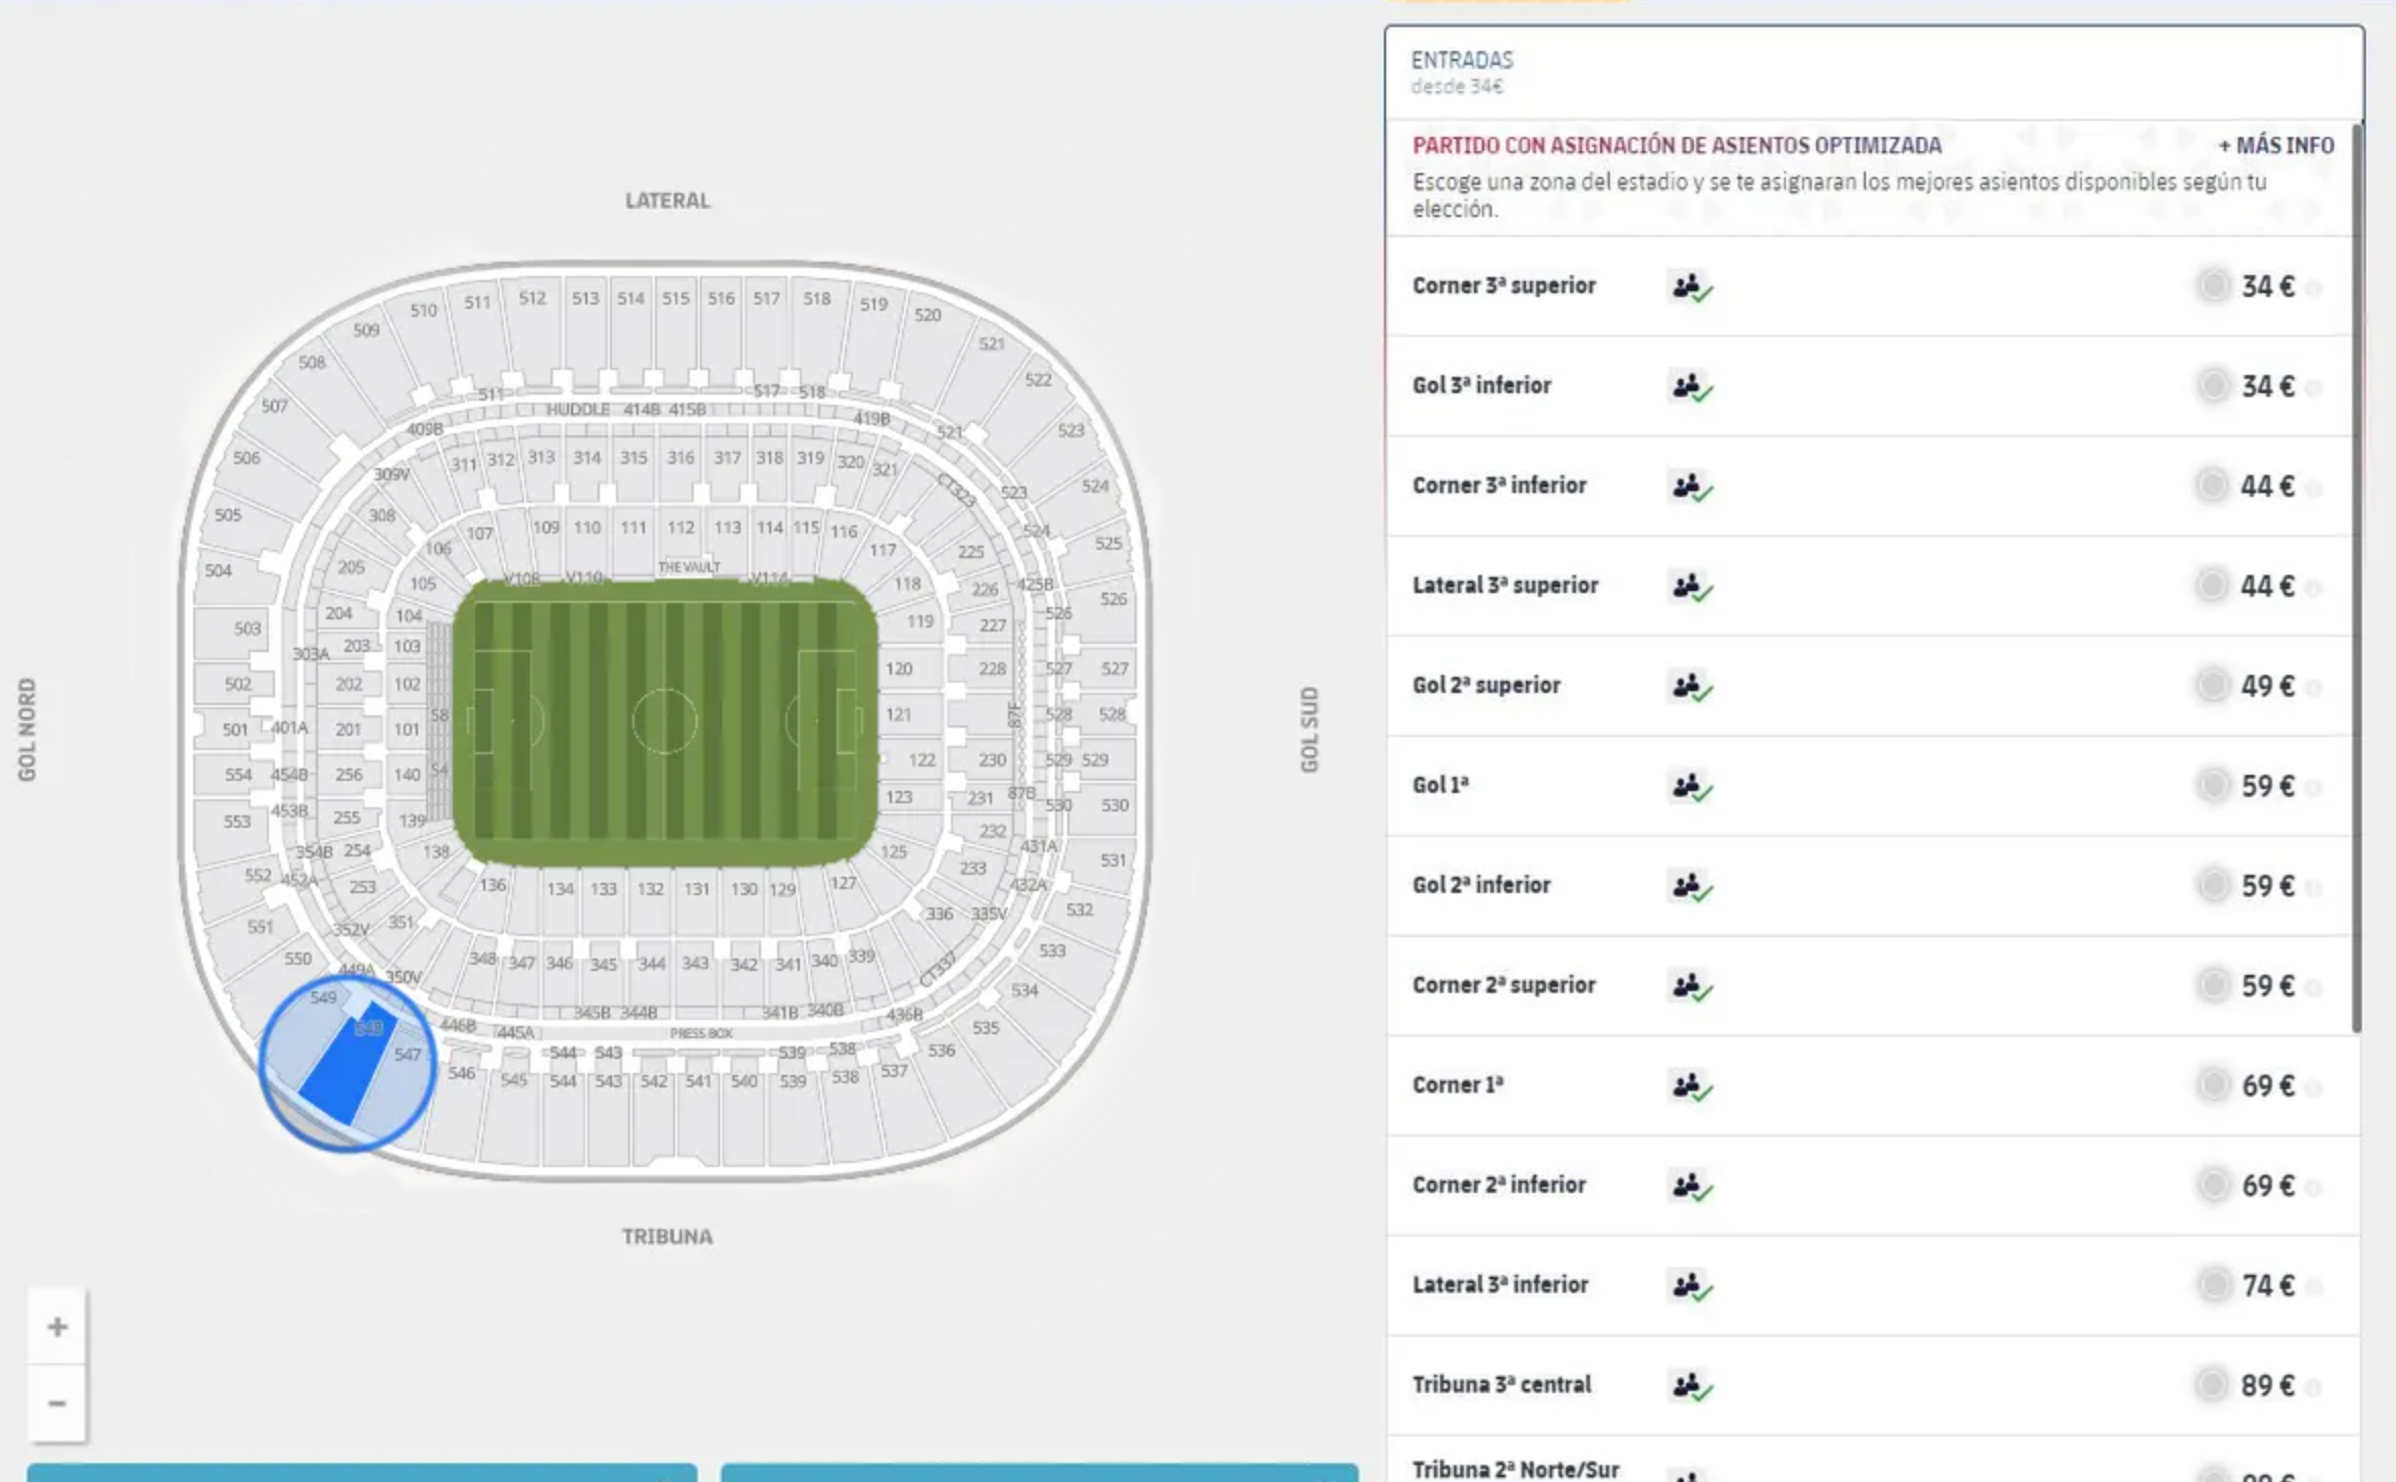 LATERAL
510 511 512 513 514 515 516 517 518 519 520
509
508
521
522
507
511 517 518
HUDDLE 414B 415B
409B 419B
521
523
506
309V 311 312 313 314 315 316 317 318 319 320 321
CT323
523
524
505
308
107 109 110 111 112 113 114 115 116
524
525
106 117
225
504
205 105
V108 V110 THE VAULT V114
118
226 425B
526
204 104
119 227 526
503
203 103
303A
502 202 102
120 228 527 527
501 401A 201 101 58
121 87F 528 528
554 454B 256 140 54
122 230 529 529
453B
553 255 139
123 231 87B 530 530
232
354B 254 138
125 431A
531
552 452A 253
136 134 133 132 131 130 129 127
233 432A
551 352V 351
336 335V
532
550 449A 350V
348 347 346 345 344 343 342 341 340 339
CT337
533
549
345B 344B 341B 340B
436B
534
548 446B 445A
PRESS BOX
535
547
544 543 539 538
536
546 545 544 543 542 541 540 539 538 537
GOL NORD
GOL SUD
TRIBUNA
+
−
ENTRADAS
desde 34€
PARTIDO CON ASIGNACIÓN DE ASIENTOS OPTIMIZADA + MÁS INFO
Escoge una zona del estadio y se te asignaran los mejores asientos disponibles según tu
elección.
Corner 3ª superior 34 €
Gol 3ª inferior 34 €
Corner 3ª inferior 44 €
Lateral 3ª superior 44 €
Gol 2ª superior 49 €
Gol 1ª 59 €
Gol 2ª inferior 59 €
Corner 2ª superior 59 €
Corner 1ª 69 €
Corner 2ª inferior 69 €
Lateral 3ª inferior 74 €
Tribuna 3ª central 89 €
Tribuna 2ª Norte/Sur